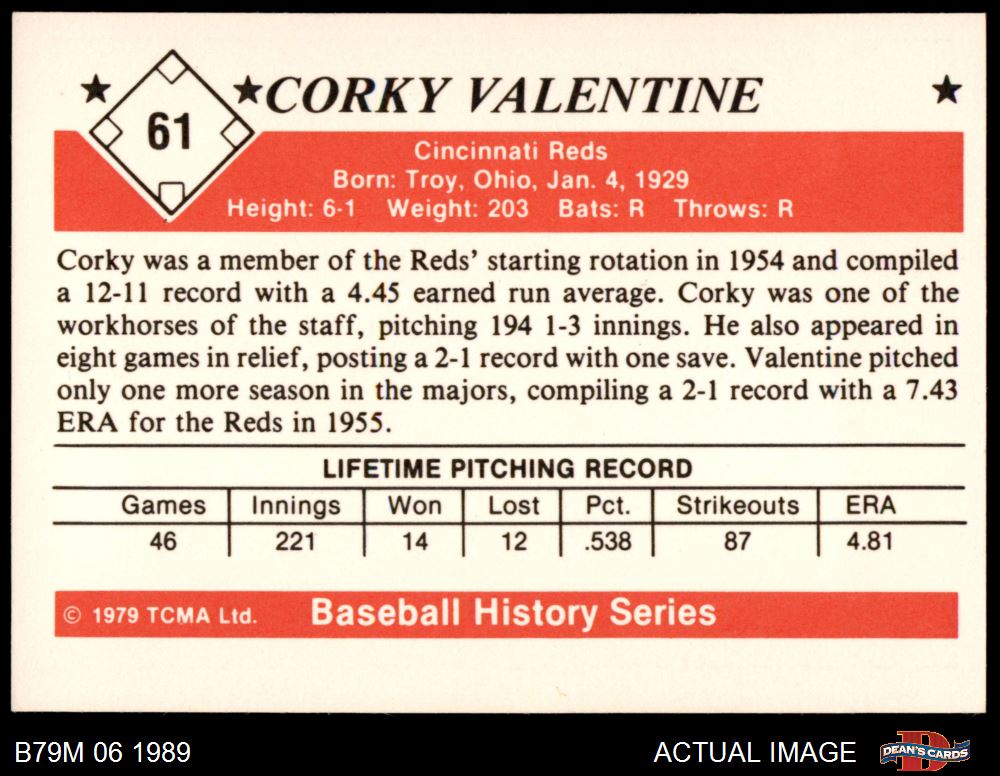 61
CORKY VALENTINE
Cincinnati Reds
Born: Troy, Ohio, Jan. 4, 1929
Height: 6-1 Weight: 203 Bats: R Throws: R
Corky was a member of the Reds' starting rotation in 1954 and compiled
a 12-11 record with a 4.45 earned run average. Corky was one of the
workhorses of the staff, pitching 194 1-3 innings. He also appeared in
eight games in relief, posting a 2-1 record with one save. Valentine pitched
only one more season in the majors, compiling a 2-1 record with a 7.43
ERA for the Reds in 1955.
LIFETIME PITCHING RECORD
Games Innings Won Lost Pct. Strikeouts ERA
46 221 14 12 .538 87 4.81
© 1979 TCMA Ltd. Baseball History Series
B79M 06 1989 ACTUAL IMAGE DEAN'S CARDS